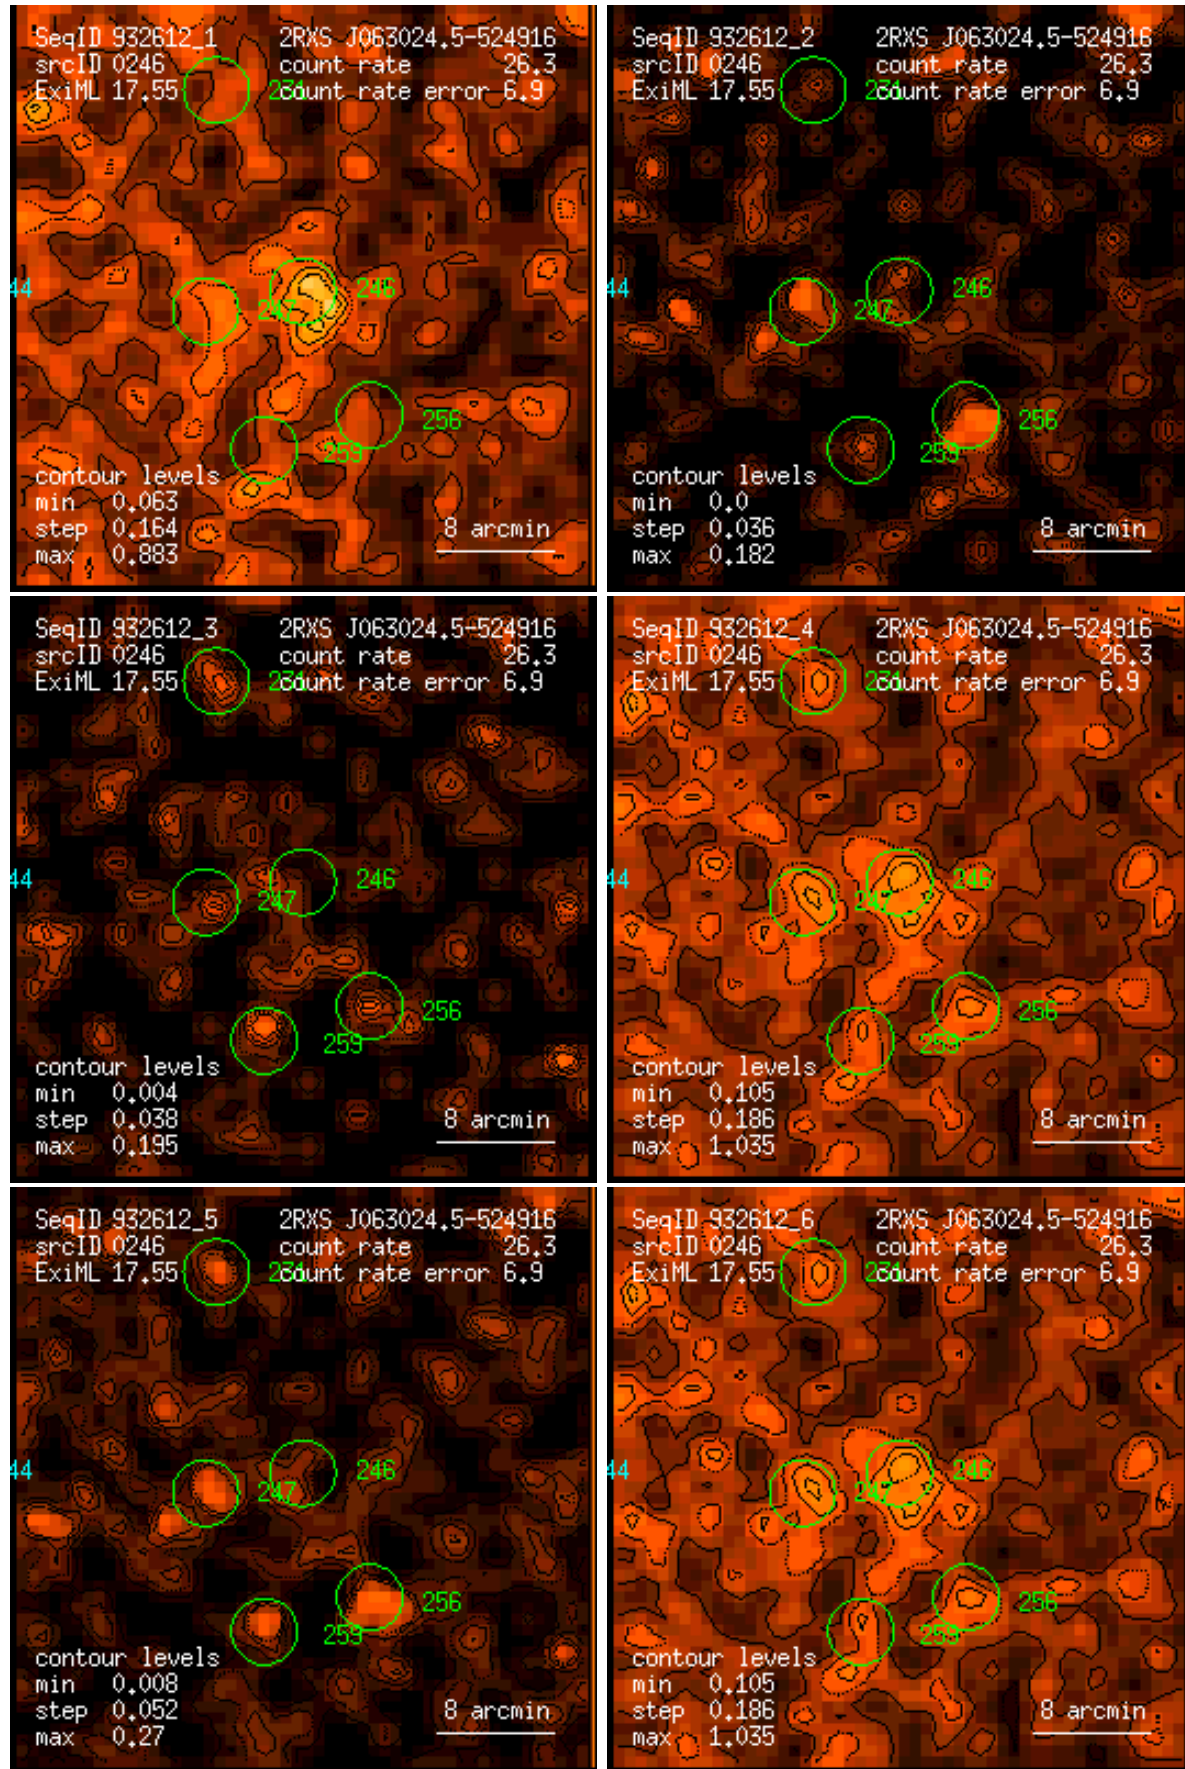 SeqID 932612_1 2RXS J063024.5-524916
srcID 0246 count rate 26.3
ExiML 17.55 count rate error 6.9
44
247
246
256
259
contour levels
min 0.063
step 0.164
max 0.883
8 arcmin
SeqID 932612_2 2RXS J063024.5-524916
srcID 0246 count rate 26.3
ExiML 17.55 count rate error 6.9
44
247
246
256
259
contour levels
min 0.0
step 0.036
max 0.182
8 arcmin
SeqID 932612_3 2RXS J063024.5-524916
srcID 0246 count rate 26.3
ExiML 17.55 count rate error 6.9
44
247
246
256
259
contour levels
min 0.004
step 0.038
max 0.195
8 arcmin
SeqID 932612_4 2RXS J063024.5-524916
srcID 0246 count rate 26.3
ExiML 17.55 count rate error 6.9
44
247
246
256
259
contour levels
min 0.105
step 0.186
max 1.035
8 arcmin
SeqID 932612_5 2RXS J063024.5-524916
srcID 0246 count rate 26.3
ExiML 17.55 count rate error 6.9
44
247
246
256
259
contour levels
min 0.008
step 0.052
max 0.27
8 arcmin
SeqID 932612_6 2RXS J063024.5-524916
srcID 0246 count rate 26.3
ExiML 17.55 count rate error 6.9
44
247
246
256
259
contour levels
min 0.105
step 0.186
max 1.035
8 arcmin